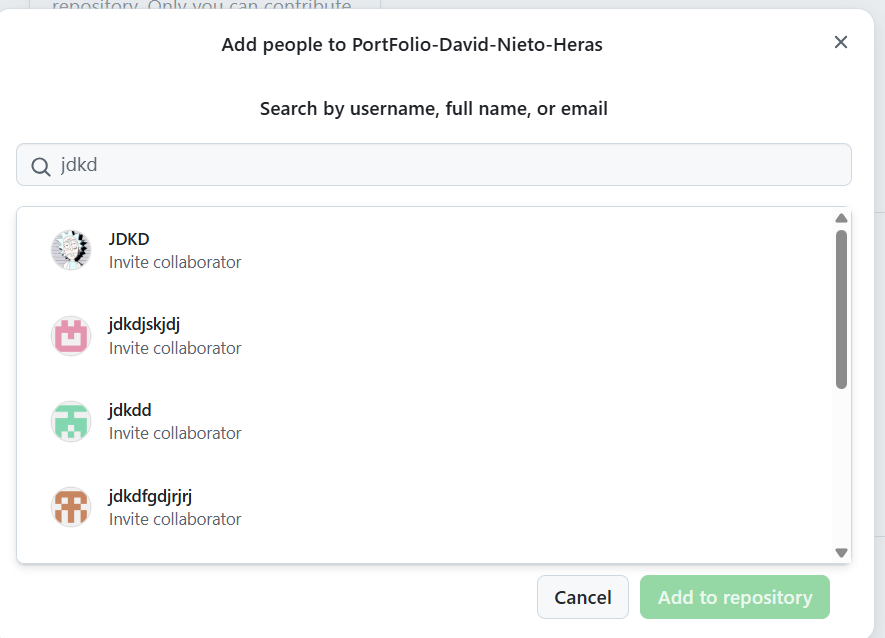 repository. Only you can contribute
Add people to PortFolio-David-Nieto-Heras
Search by username, full name, or email
jdkd
JDKD
Invite collaborator
jdkdjskjdj
Invite collaborator
jdkdd
Invite collaborator
jdkdfgdjrjrj
Invite collaborator
Cancel
Add to repository